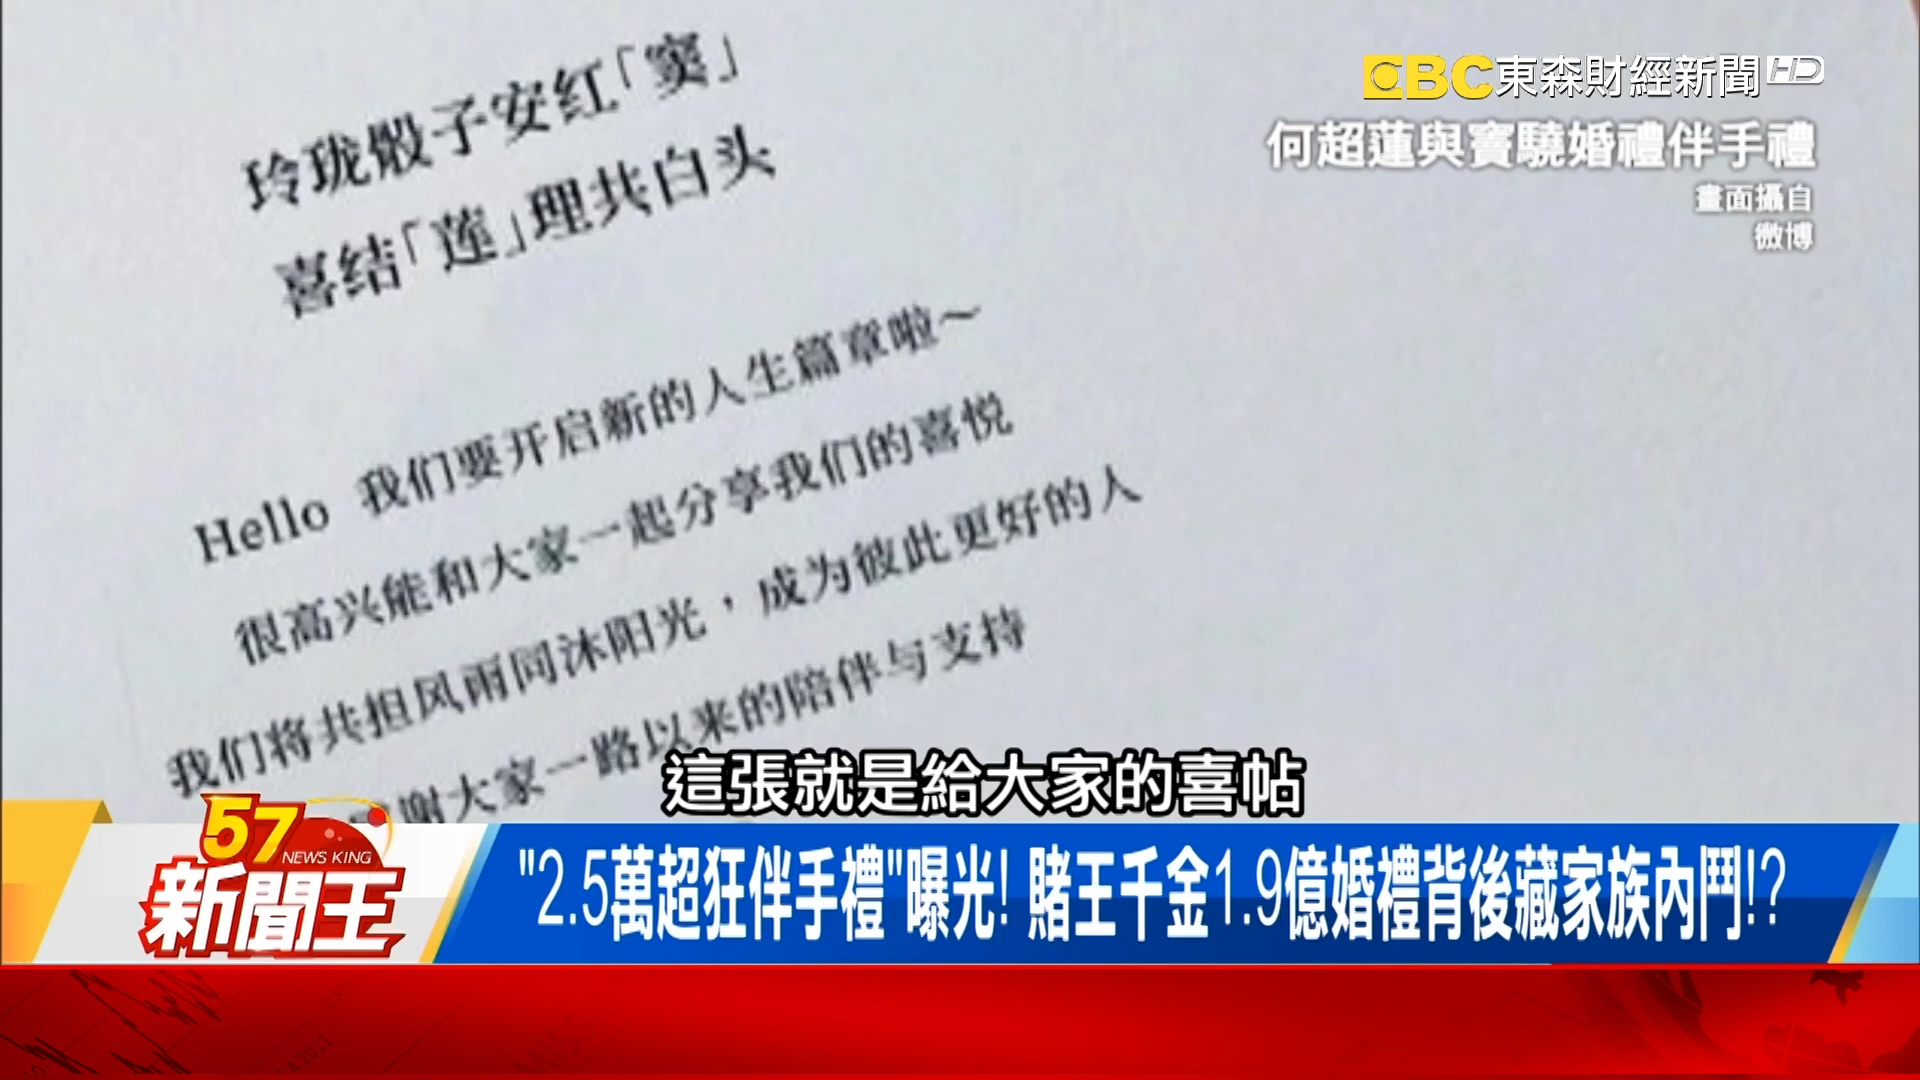 玲珑骰子安红「窦」
喜结「莲」理共白头
Hello 我们要开启新的人生篇章啦～
很高兴能和大家一起分享我们的喜悦
我们将共担风雨同沐阳光，成为彼此更好的人
谢大家一路以来的陪伴与支持
EBC東森財經新聞HD
何超蓮與竇驍婚禮伴手禮
畫面攝自
微博
這張就是給大家的喜帖
57
NEWS KING
新聞王
"2.5萬超狂伴手禮"曝光! 賭王千金1.9億婚禮背後藏家族內鬥!?